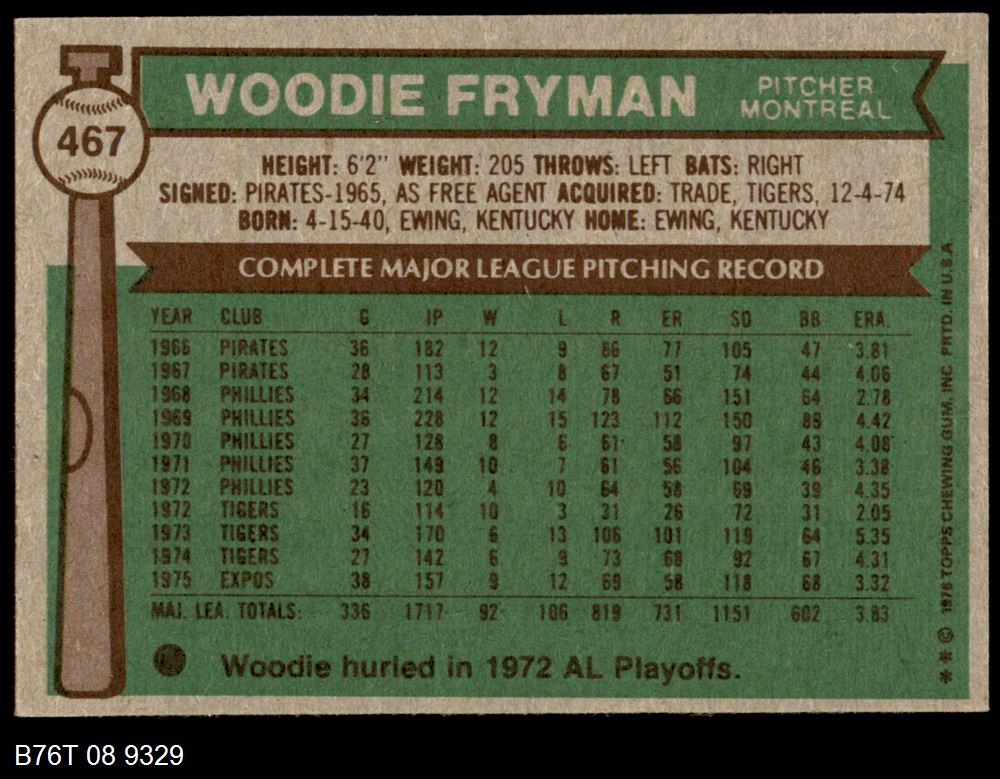 WOODIE FRYMAN
PITCHER
MONTREAL
467
HEIGHT: 6'2" WEIGHT: 205 THROWS: LEFT BATS: RIGHT
SIGNED: PIRATES-1965, AS FREE AGENT ACQUIRED: TRADE, TIGERS, 12-4-74
BORN: 4-15-40, EWING, KENTUCKY HOME: EWING, KENTUCKY
COMPLETE MAJOR LEAGUE PITCHING RECORD
YEAR CLUB G IP W L R ER SO BB ERA.
1966 PIRATES 36 182 12 9 86 77 105 47 3.81
1967 PIRATES 28 113 3 8 67 51 74 44 4.06
1968 PHILLIES 34 214 12 14 78 66 151 64 2.78
1969 PHILLIES 36 228 12 15 123 112 150 89 4.42
1970 PHILLIES 27 128 8 6 61 58 97 43 4.08
1971 PHILLIES 37 149 10 7 61 56 104 46 3.38
1972 PHILLIES 23 120 4 10 64 58 69 39 4.35
1972 TIGERS 16 114 10 3 31 26 72 31 2.05
1973 TIGERS 34 170 6 13 106 101 119 64 5.35
1974 TIGERS 27 142 6 9 73 68 92 67 4.31
1975 EXPOS 38 157 9 12 69 58 118 68 3.32
MAJ. LEA. TOTALS: 336 1717 92 106 819 731 1151 602 3.83
Woodie hurled in 1972 AL Playoffs.
** © 1976 TOPPS CHEWING GUM, INC. PRTD. IN U.S.A.
B76T 08 9329